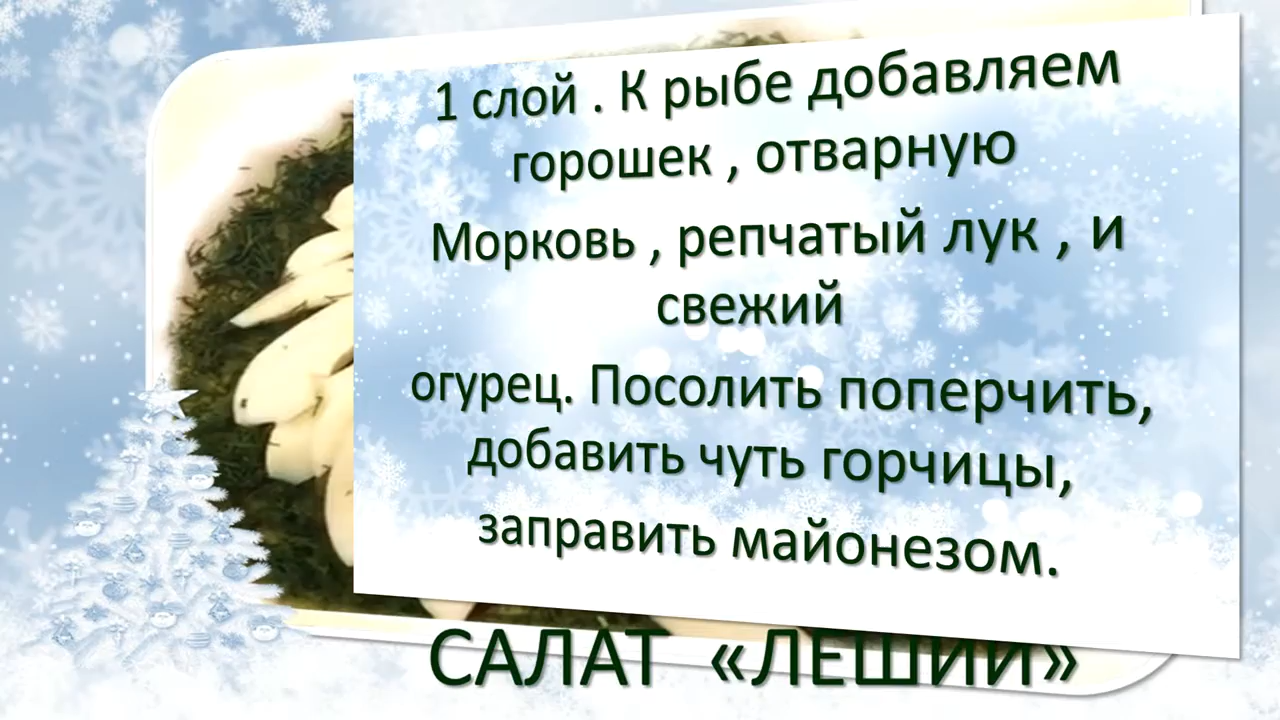 1 слой . К рыбе добавляем
горошек , отварную
Морковь , репчатый лук , и
свежий
огурец. Посолить поперчить,
добавить чуть горчицы,
заправить майонезом.
САЛАТ «ЛЕШИЙ»